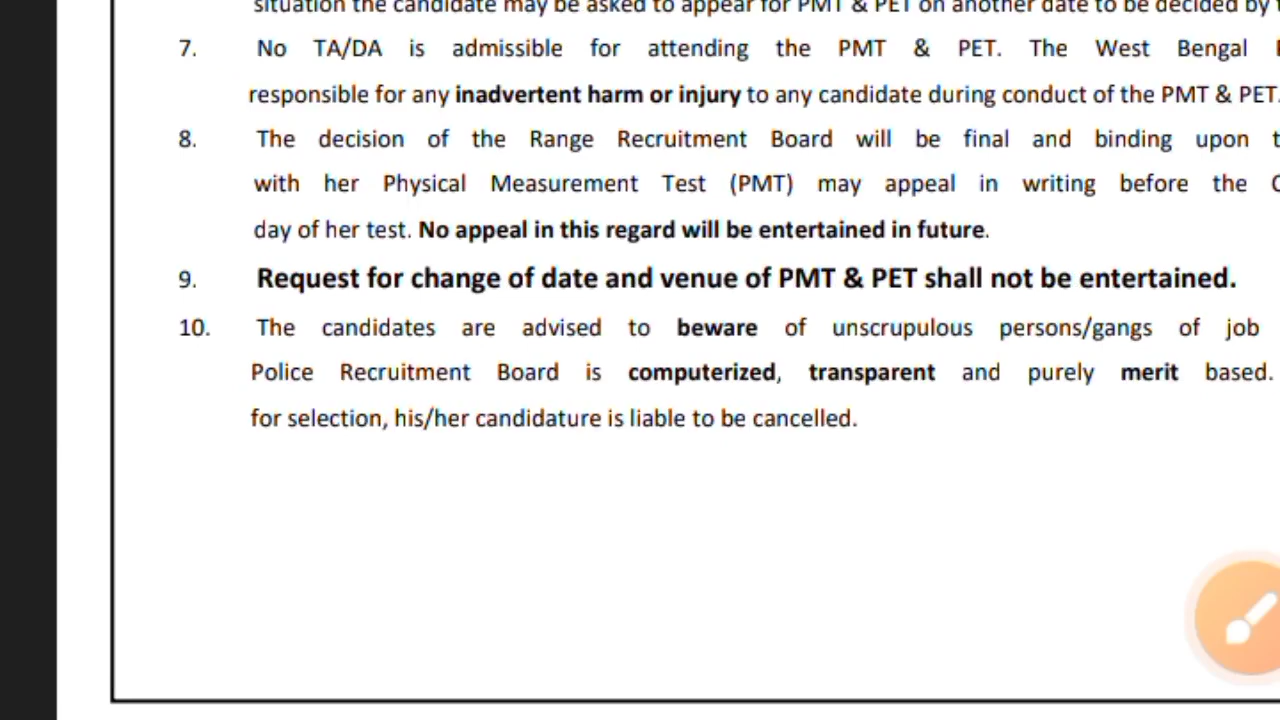 situation the candidate may be asked to appear for PMT & PET on another date to be decided by
7. No TA/DA is admissible for attending the PMT & PET. The West Bengal
responsible for any inadvertent harm or injury to any candidate during conduct of the PMT & PET.
8. The decision of the Range Recruitment Board will be final and binding upon
with her Physical Measurement Test (PMT) may appeal in writing before the
day of her test. No appeal in this regard will be entertained in future.
9. Request for change of date and venue of PMT & PET shall not be entertained.
10. The candidates are advised to beware of unscrupulous persons/gangs of job
Police Recruitment Board is computerized, transparent and purely merit based.
for selection, his/her candidature is liable to be cancelled.